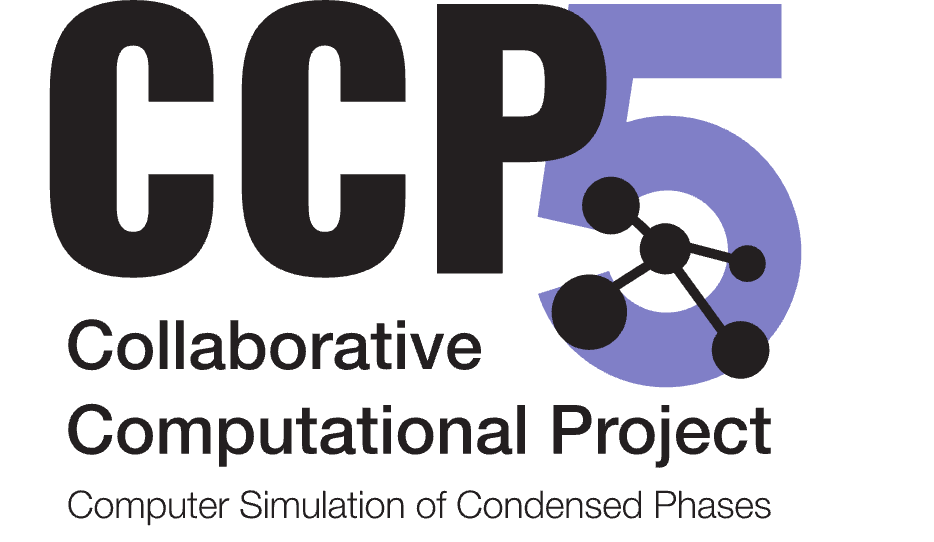 CCP5
Collaborative
Computational Project
Computer Simulation of Condensed Phases